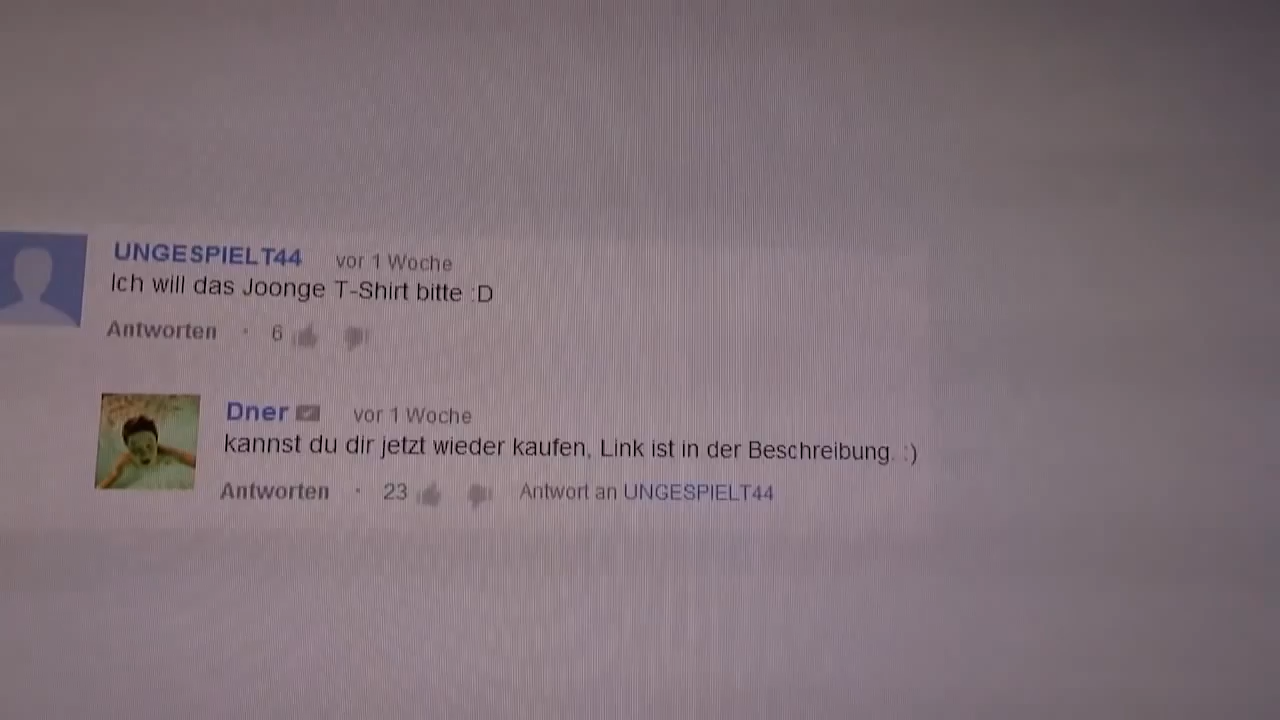 UNGESPIELT44 vor 1 Woche
Ich will das Joonge T-Shirt bitte :D
Antworten · 6
Dner vor 1 Woche
kannst du dir jetzt wieder kaufen, Link ist in der Beschreibung. :)
Antworten · 23 Antwort an UNGESPIELT44